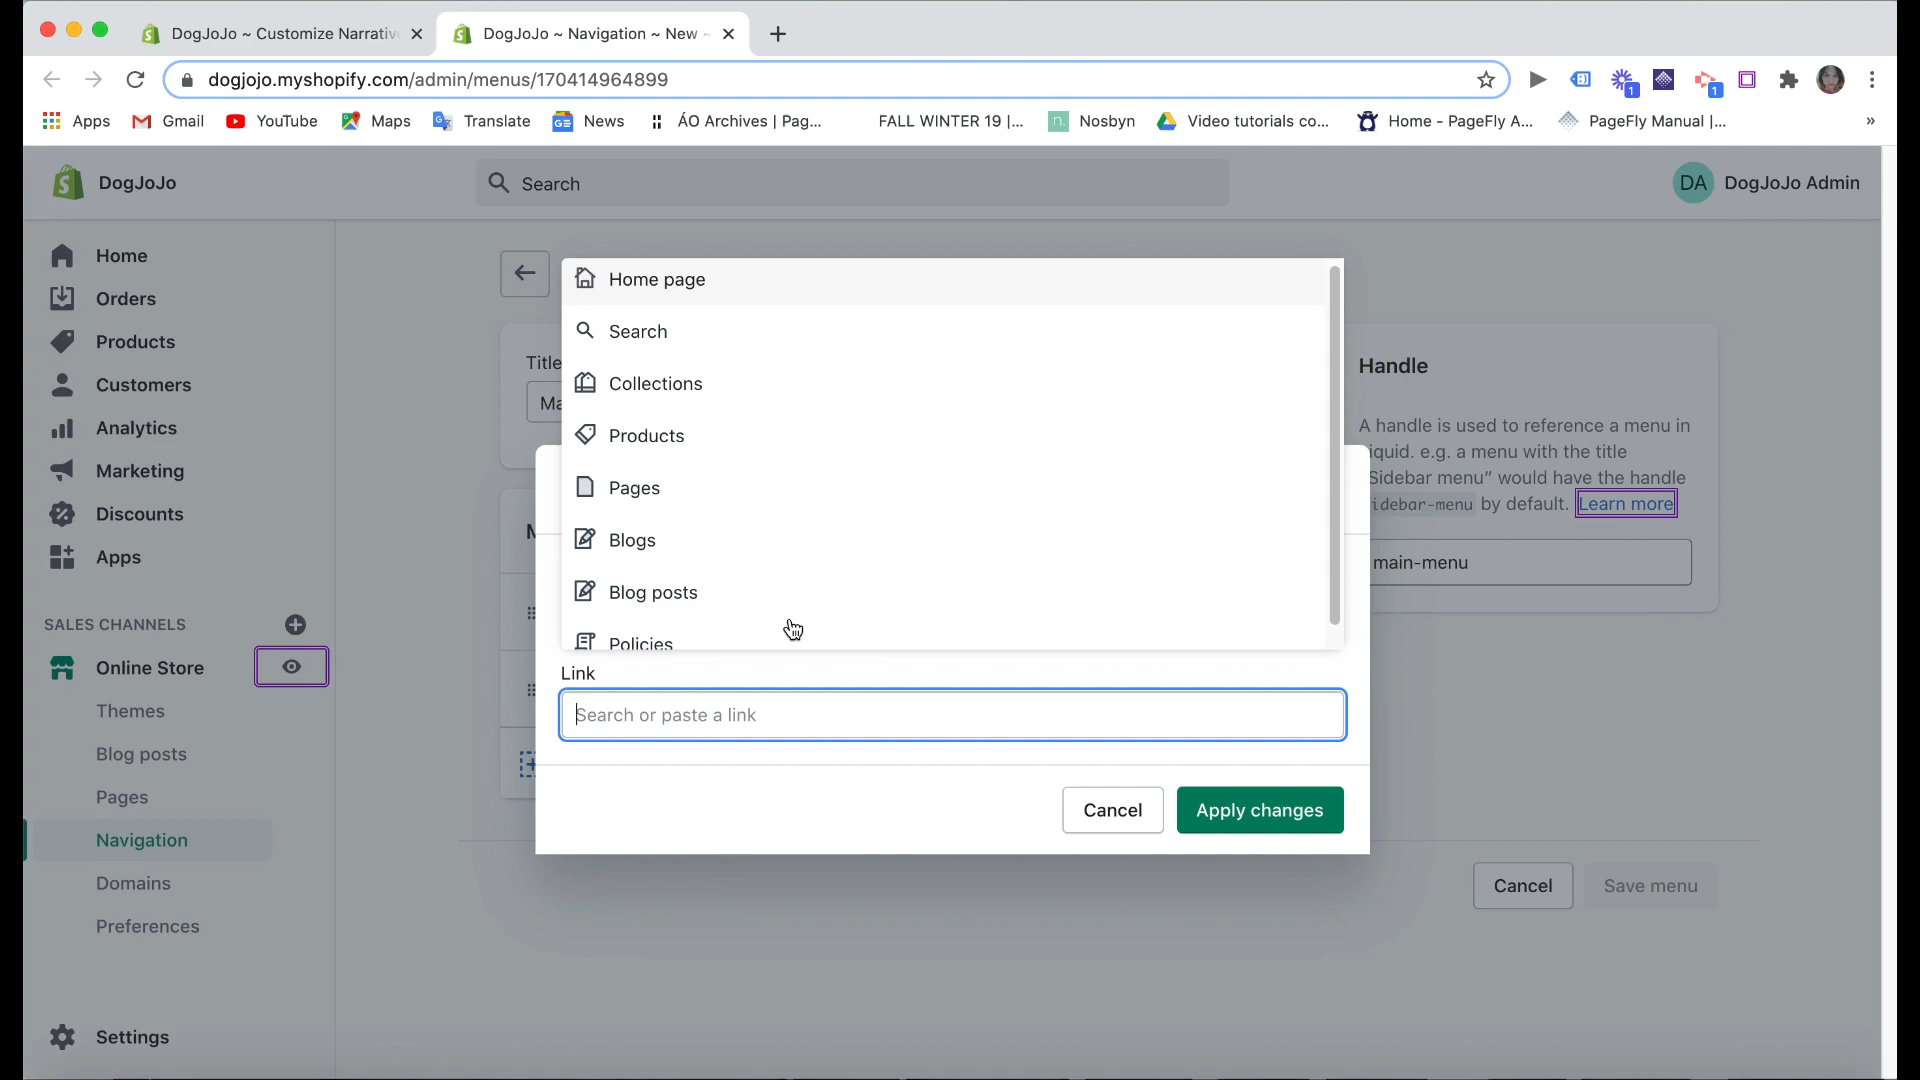 DogJoJo ~ Customize Narrativ
DogJoJo ~ Navigation ~ New ~
dogjojo.myshopify.com/admin/menus/170414964899
1
1
Apps
Gmail
YouTube
Maps
Translate
News
ÁO Archives | Pag...
FALL WINTER 19 |...
Nosbyn
Video tutorials co...
Home - PageFly A...
PageFly Manual |...
»
DogJoJo
Search
DA
DogJoJo Admin
Home
Orders
Products
Customers
Analytics
Marketing
Discounts
Apps
SALES CHANNELS
Online Store
Themes
Blog posts
Pages
Navigation
Domains
Preferences
Settings
Title
Ma
Home page
Search
Collections
Products
Pages
Blogs
Blog posts
Policies
Link
Search or paste a link
Cancel
Apply changes
Handle
A handle is used to reference a menu in
iquid. e.g. a menu with the title
Sidebar menu” would have the handle
idebar-menu by default. Learn more
main-menu
Cancel
Save menu